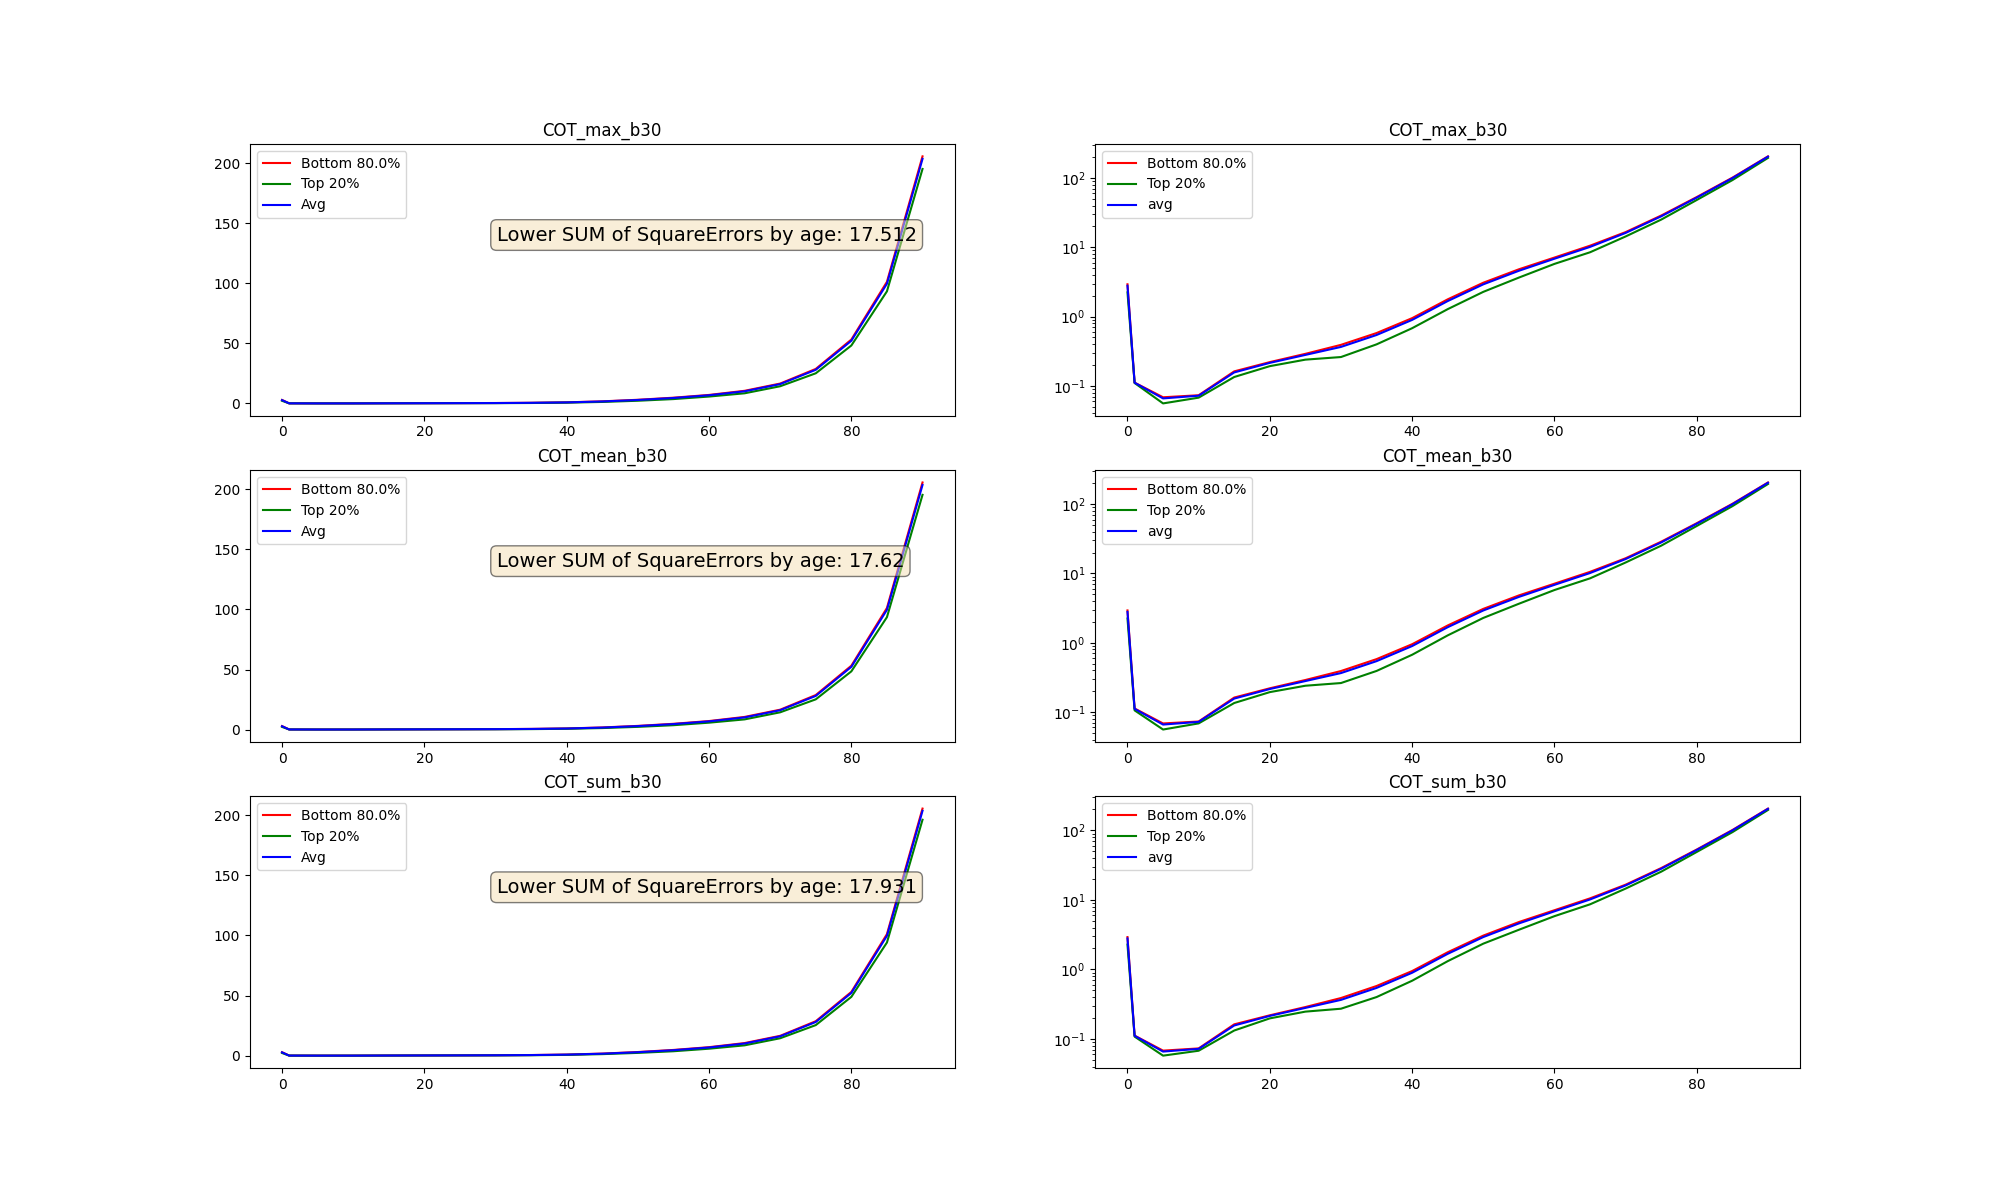 COT_max_b30
200
150
100
50
0
Bottom 80.0%
Top 20%
Avg
Lower SUM of SquareErrors by age: 17.512
0 20 40 60 80
COT_max_b30
10²
10¹
10⁰
10⁻¹
Bottom 80.0%
Top 20%
avg
0 20 40 60 80
COT_mean_b30
200
150
100
50
0
Bottom 80.0%
Top 20%
Avg
Lower SUM of SquareErrors by age: 17.62
0 20 40 60 80
COT_mean_b30
10²
10¹
10⁰
10⁻¹
Bottom 80.0%
Top 20%
avg
0 20 40 60 80
COT_sum_b30
200
150
100
50
0
Bottom 80.0%
Top 20%
Avg
Lower SUM of SquareErrors by age: 17.931
0 20 40 60 80
COT_sum_b30
10²
10¹
10⁰
10⁻¹
Bottom 80.0%
Top 20%
avg
0 20 40 60 80